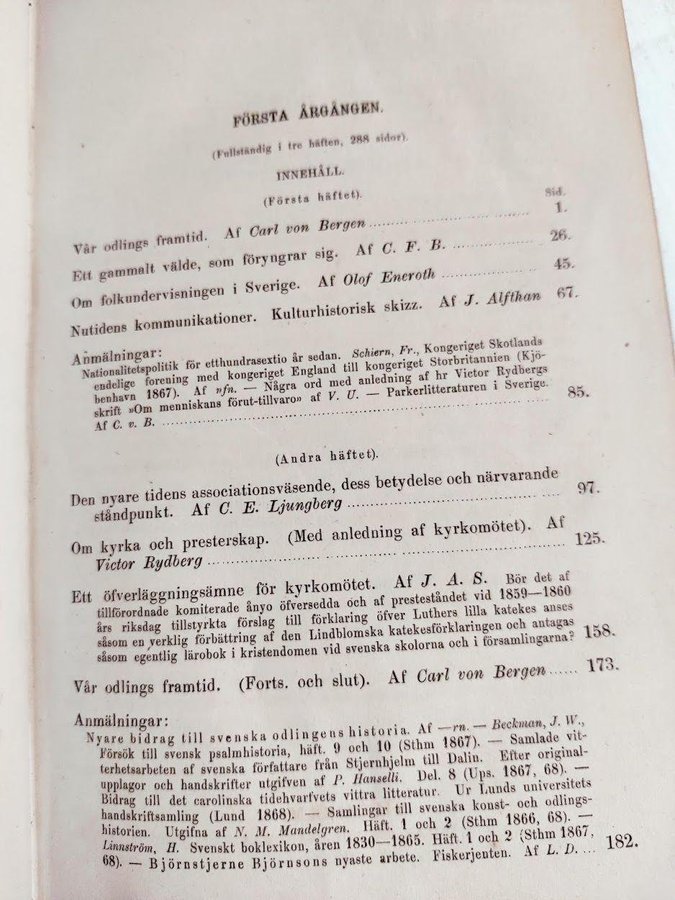 FÖRSTA ÅRGÅNGEN.
(Fullständig i tre häften, 288 sidor).
INNEHÅLL.
(Första häftet).
Sid.
Vår odlings framtid. Af Carl von Bergen .......... 1.
Ett gammalt välde, som föryngrar sig. Af C. F. B. .......... 26.
Om folkundervisningen i Sverige. Af Olof Eneroth .......... 45.
Nutidens kommunikationer. Kulturhistorisk skizz. Af J. Alfthan 67.
Anmälningar:
Nationalitetspolitik för etthundrasextio år sedan. Schiern, Fr., Kongeriget Skotlands
endelige forening med kongeriget England till kongeriget Storbritannien (Kjö-
benhavn 1867). Af nfn. — Några ord med anledning af hr Victor Rydbergs
skrift »Om menniskans förut-tillvaro» af V. U. — Parkerlitteraturen i Sverige.
Af C. v. B. .......... 85.
(Andra häftet).
Den nyare tidens associationsväsende, dess betydelse och närvarande
ståndpunkt. Af C. E. Ljungberg .......... 97.
Om kyrka och presterskap. (Med anledning af kyrkomötet). Af
Victor Rydberg .......... 125.
Ett öfverläggningsämne för kyrkomötet. Af J. A. S. Bör det af
tillförordnade komiterade ånyo öfversedda och af presteståndet vid 1859—1860
års riksdag tillstyrkta förslag till förklaring öfver Luthers lilla katekes anses
såsom en verklig förbättring af den Lindblomska katekesförklaringen och antagas
såsom egentlig lärobok i kristendomen vid svenska skolorna och i församlingarna? 158.
Vår odlings framtid. (Forts. och slut). Af Carl von Bergen ...... 173.
Anmälningar:
Nyare bidrag till svenska odlingens historia. Af —rn. — Beckman, J. W.,
Försök till svensk psalmhistoria, häft. 9 och 10 (Sthm 1867). — Samlade vit-
terhetsarbeten af svenska författare från Stjernhjelm till Dalin. Efter original-
upplagor och handskrifter utgifven af P. Hanselli. Del. 8 (Ups. 1867, 68). —
Bidrag till det carolinska tidehvarfvets vittra litteratur. Ur Lunds universitets
handskriftsamling (Lund 1868). — Samlingar till svenska konst- och odlings-
historien. Utgifna af N. M. Mandelgren. Häft. 1 och 2 (Sthm 1866, 68). —
Linnström, H. Svenskt boklexikon, åren 1830—1865. Häft. 1 och 2 (Sthm 1867,
68). — Björnstjerne Björnsons nyaste arbete. Fiskerjenten. Af L. D. ... 182.